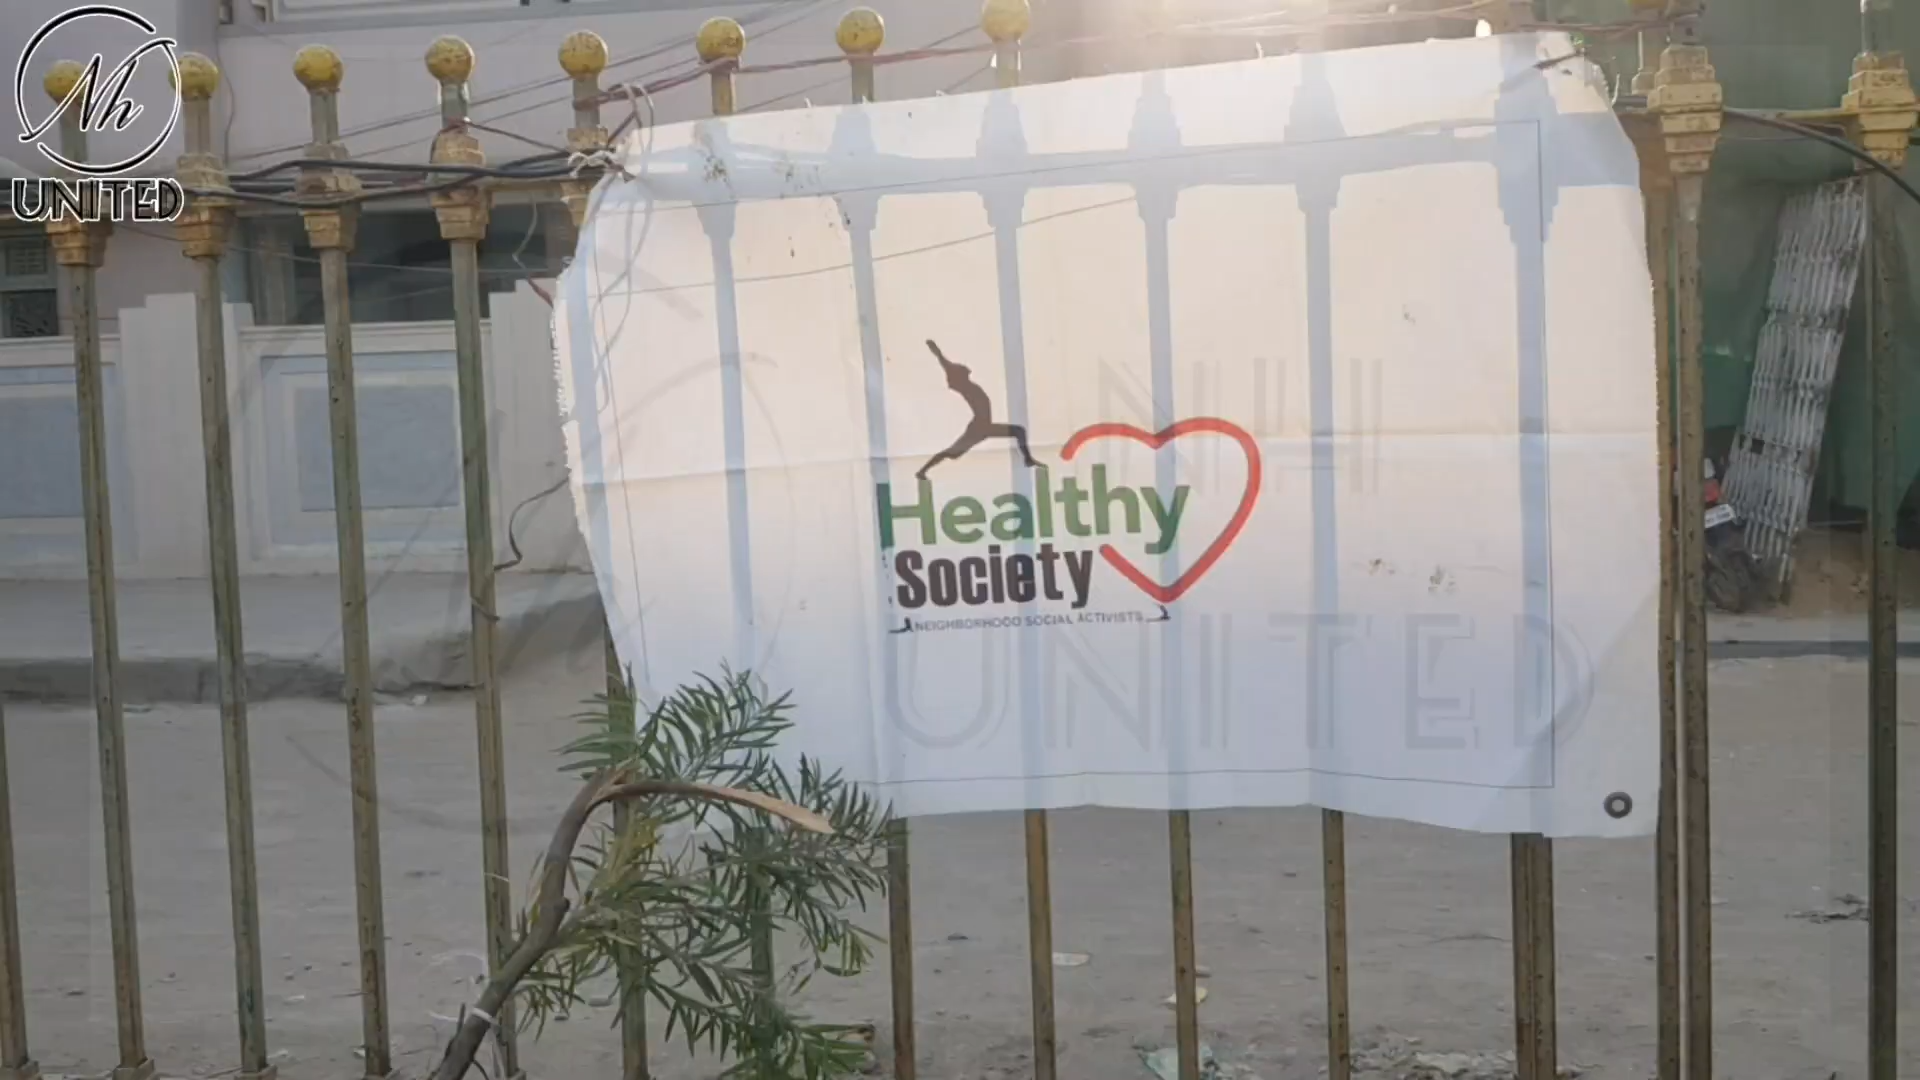 Nh
UNITED
NH
Healthy
Society
NEIGHBORHOOD SOCIAL ACTIVISTS
UNITED